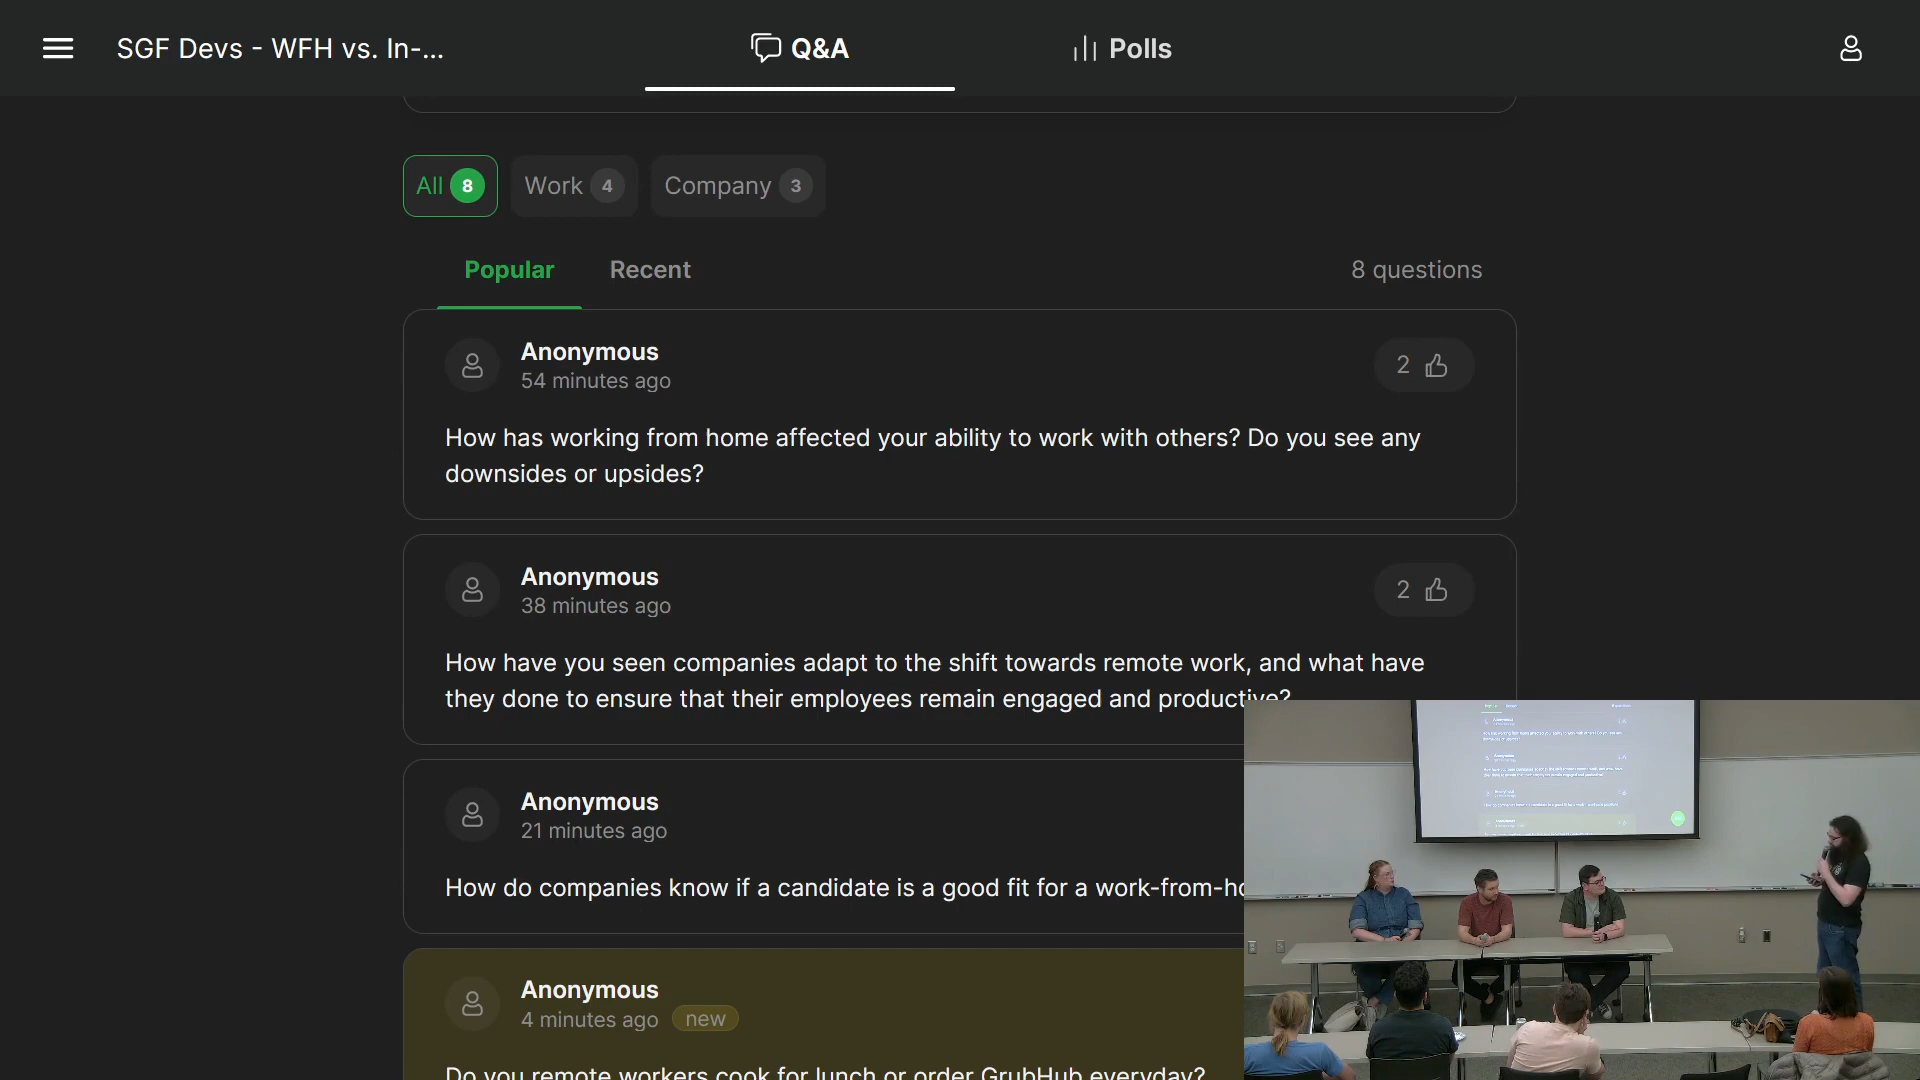 SGF Devs - WFH vs. In-...
Q&A
Polls
All 8
Work 4
Company 3
Popular
Recent
8 questions
Anonymous
54 minutes ago
2
How has working from home affected your ability to work with others? Do you see any
downsides or upsides?
Anonymous
38 minutes ago
2
How have you seen companies adapt to the shift towards remote work, and what have
they done to ensure that their employees remain engaged and productive?
Anonymous
21 minutes ago
How do companies know if a candidate is a good fit for a work-from-ho
Anonymous
4 minutes ago new
Do you remote workers cook for lunch or order GrubHub everyday?